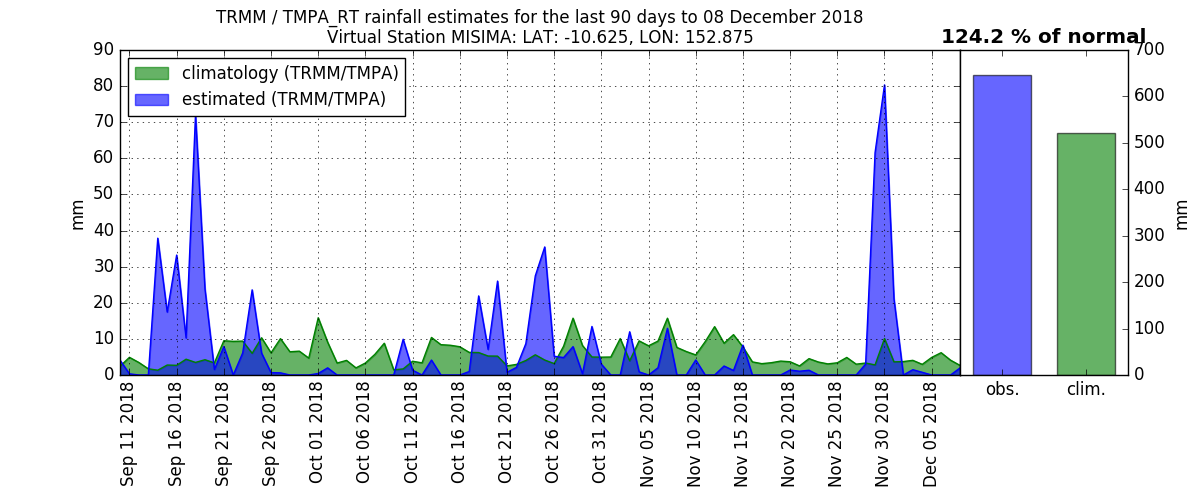 TRMM / TMPA_RT rainfall estimates for the last 90 days to 08 December 2018
Virtual Station MISIMA: LAT: -10.625, LON: 152.875
124.2 % of normal
climatology (TRMM/TMPA)
estimated (TRMM/TMPA)
mm
90
80
70
60
50
40
30
20
10
0
Sep 11 2018
Sep 16 2018
Sep 21 2018
Sep 26 2018
Oct 01 2018
Oct 06 2018
Oct 11 2018
Oct 16 2018
Oct 21 2018
Oct 26 2018
Oct 31 2018
Nov 05 2018
Nov 10 2018
Nov 15 2018
Nov 20 2018
Nov 25 2018
Nov 30 2018
Dec 05 2018
obs.
clim.
700
600
500
400
300
200
100
0
mm